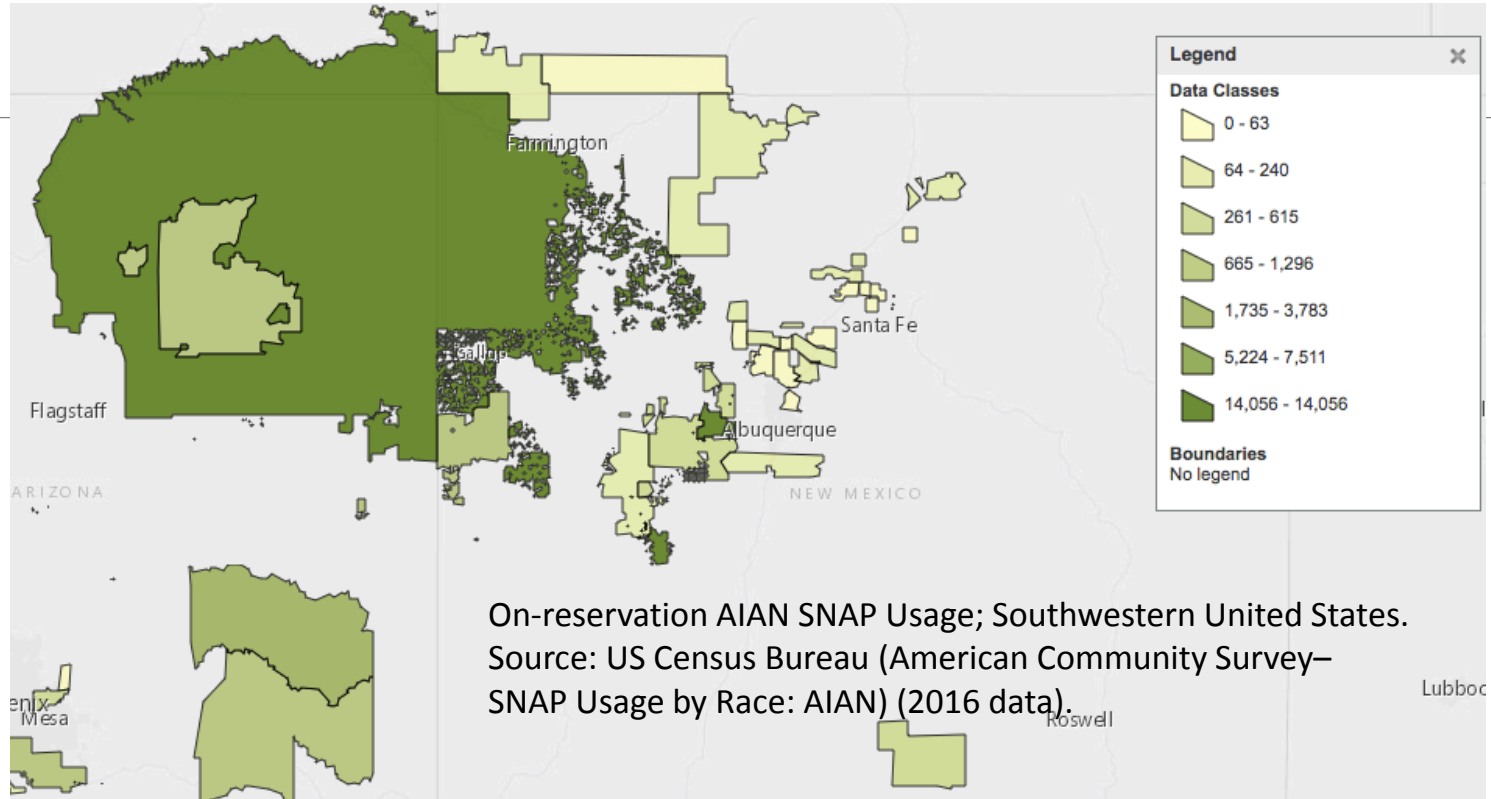 Legend
Data Classes
0 - 63
64 - 240
261 - 615
665 - 1,296
1,735 - 3,783
5,224 - 7,511
14,056 - 14,056
Boundaries
No legend
Farmington
Santa Fe
Gallup
Flagstaff
Albuquerque
ARIZONA
NEW MEXICO
On-reservation AIAN SNAP Usage; Southwestern United States.
Source: US Census Bureau (American Community Survey–
SNAP Usage by Race: AIAN) (2016 data).
enix
Mesa
Roswell
Lubboc